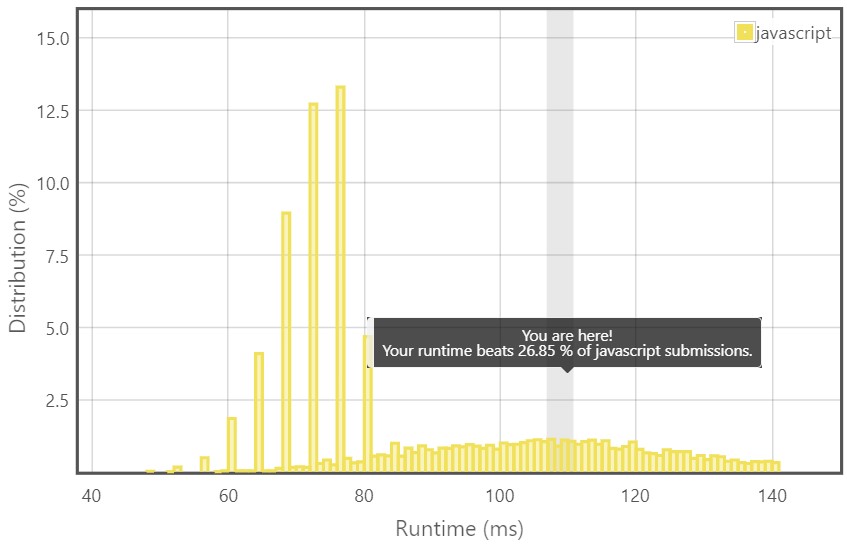 javascript
15.0
12.5
10.0
7.5
5.0
2.5
Distribution (%)
You are here!
Your runtime beats 26.85 % of javascript submissions.
40 60 80 100 120 140
Runtime (ms)